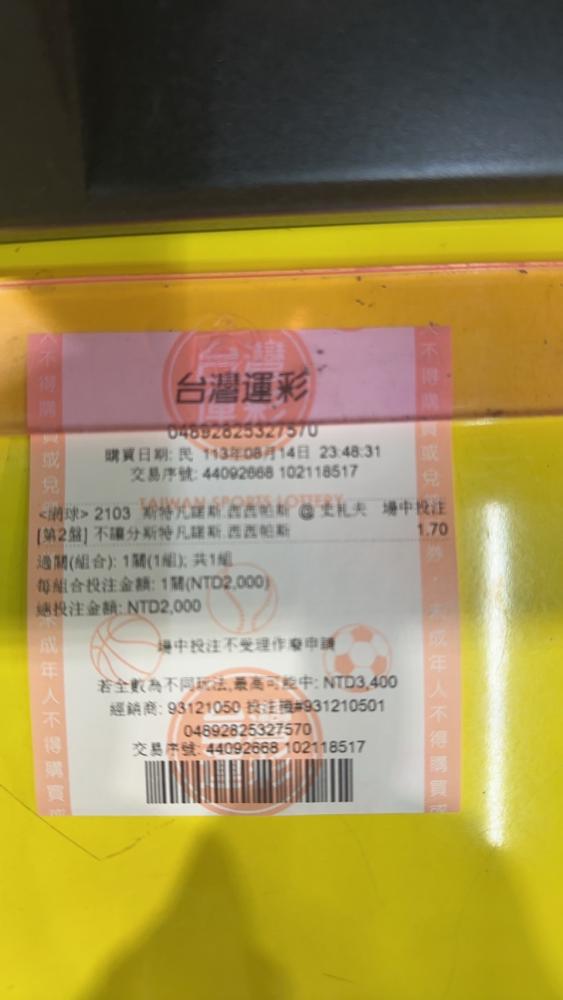 台灣運彩
04892825327570
購買日期: 民 113年08月14日 23:48:31
交易序號: 44092668 102118517
TAIWAN SPORTS LOTTERY
<網球> 2103 斯特凡諾斯.西西帕斯 @ 史札夫 場中投注
[第2盤] 不讓分斯特凡諾斯.西西帕斯 1.70
過關(組合): 1關(1組); 共1組
每組合投注金額: 1關(NTD2,000)
總投注金額: NTD2,000
場中投注不受理作廢申請
若全數為不同玩法,最高可能中: NTD3,400
經銷商: 93121050 投注機#931210501
04892825327570
交易序號: 44092668 102118517